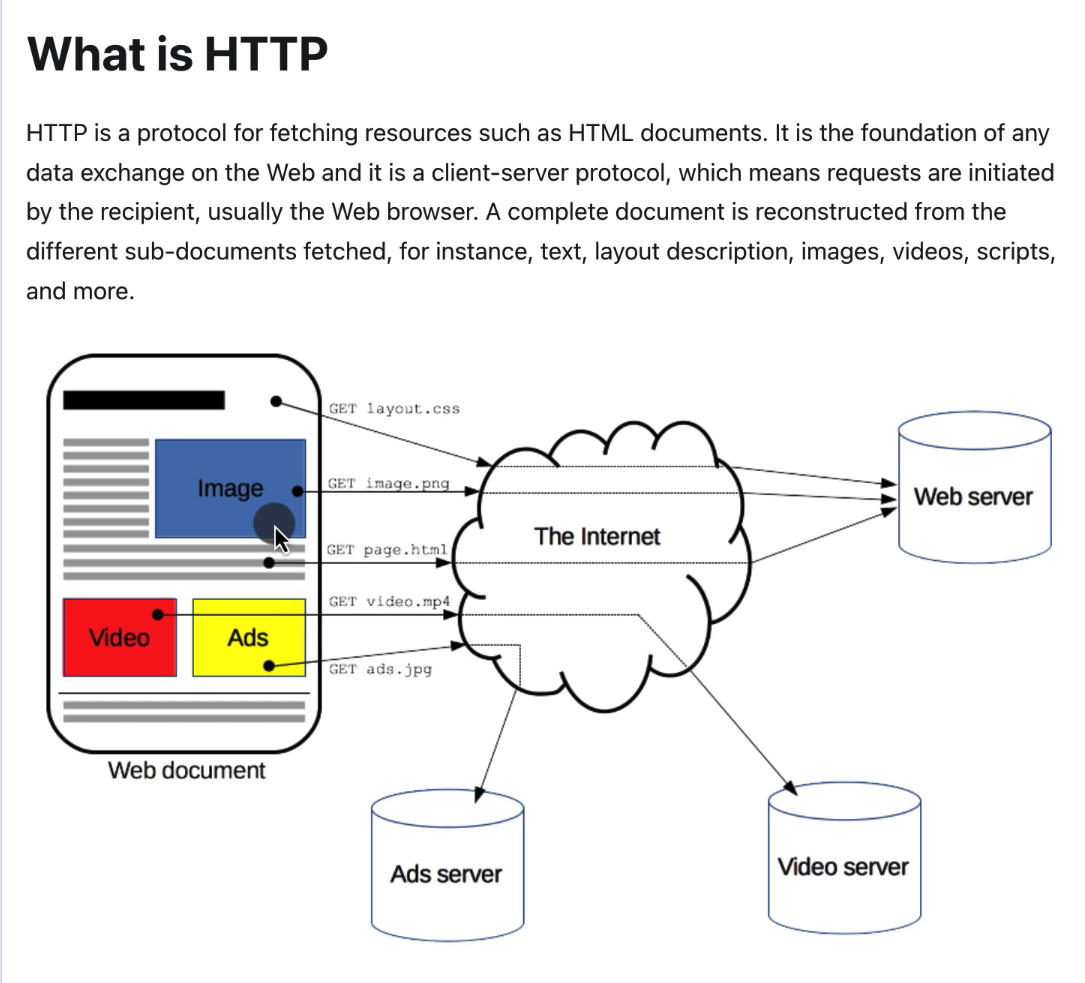 What is HTTP
HTTP is a protocol for fetching resources such as HTML documents. It is the foundation of any
data exchange on the Web and it is a client-server protocol, which means requests are initiated
by the recipient, usually the Web browser. A complete document is reconstructed from the
different sub-documents fetched, for instance, text, layout description, images, videos, scripts,
and more.
GET layout.css
Image
GET image.png
Web server
The Internet
GET page.html
GET video.mp4
Video
Ads
GET ads.jpg
Web document
Ads server
Video server